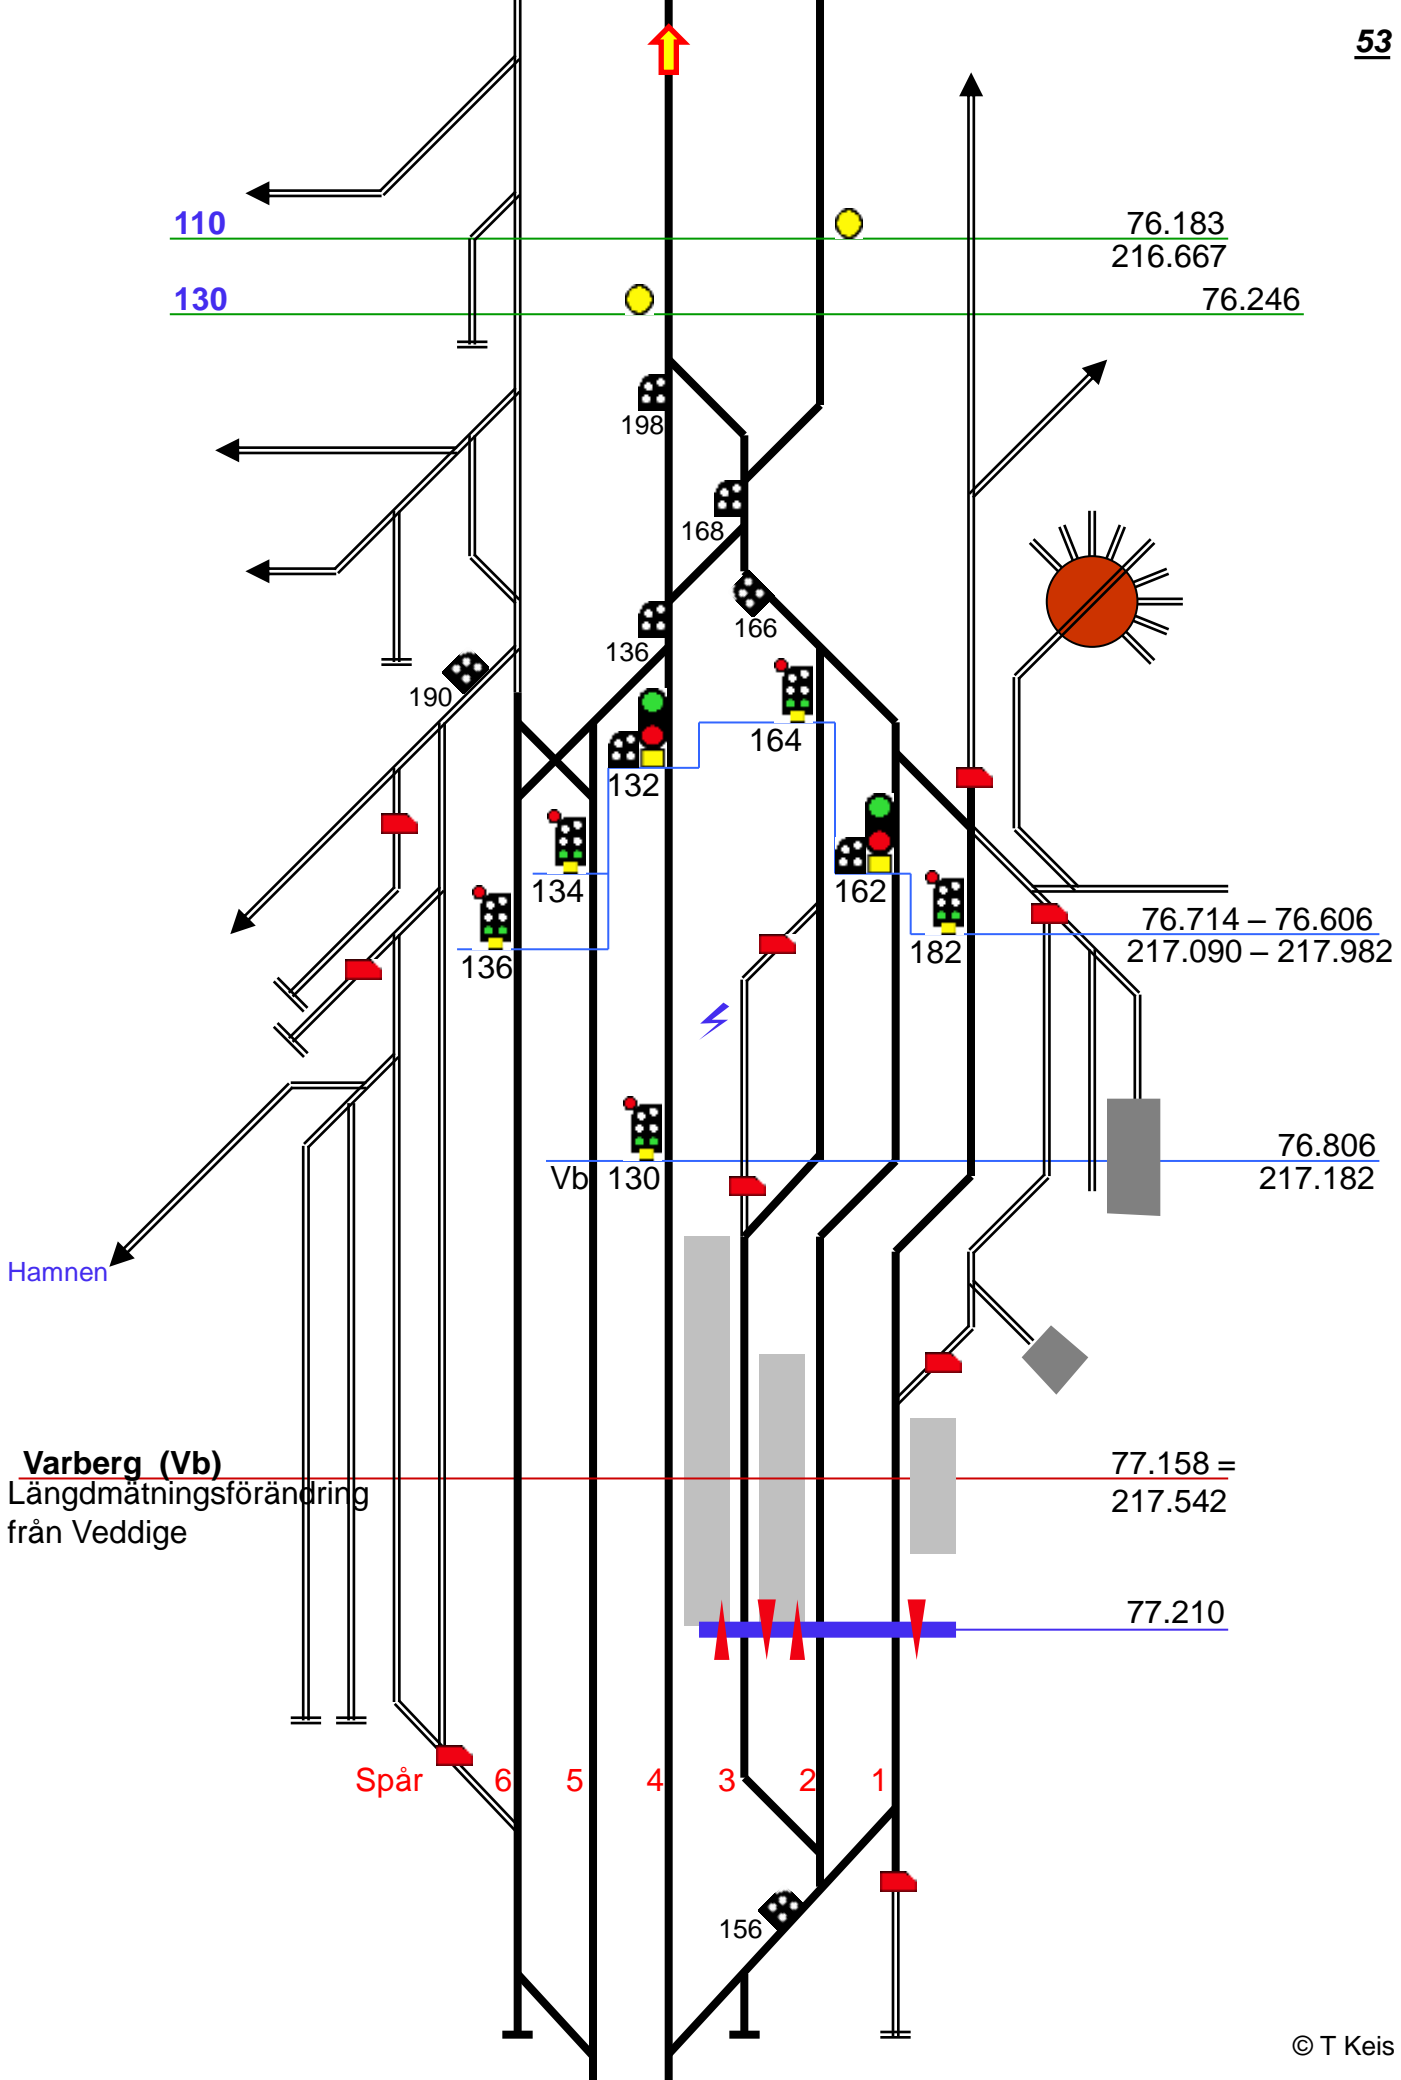 53
110 76.183
216.667
130 76.246
198
168
136
166
190
164
132
134
162
136
182
76.714 – 76.606
217.090 – 217.982
76.806
Vb 130 217.182
Hamnen
Varberg (Vb) 77.158 =
Längdmätningsförändring 217.542
från Veddige
77.210
Spår 6 5 4 3 2 1
156
© T Keis